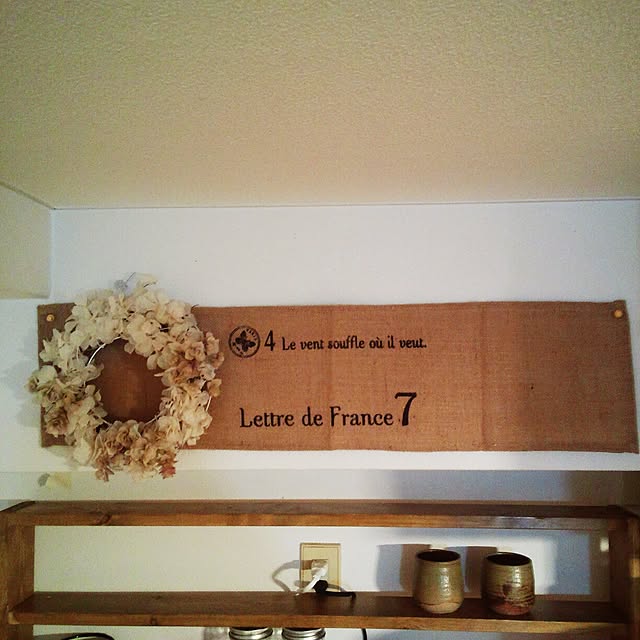 4 Le vent souffle où il veut.
Lettre de France 7